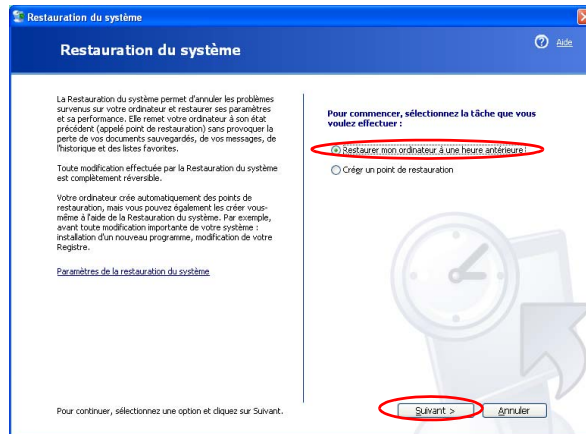 Restauration du système
Restauration du système
Aide
La Restauration du système permet d'annuler les problèmes
survenus sur votre ordinateur et restaurer ses paramètres
et sa performance. Elle remet votre ordinateur à son état
précédent (appelé point de restauration) sans provoquer la
perte de vos documents sauvegardés, de vos messages, de
l'historique et des listes favorites.
Toute modification effectuée par la Restauration du système
est complètement réversible.
Votre ordinateur crée automatiquement des points de
restauration, mais vous pouvez également les créer vous-
même à l'aide de la Restauration du système. Par exemple,
avant toute modification importante de votre système :
installation d'un nouveau programme, modification de votre
Registre.
Paramètres de la restauration du système
Pour commencer, sélectionnez la tâche que vous
voulez effectuer :
Restaurer mon ordinateur à une heure antérieure
Créer un point de restauration
Pour continuer, sélectionnez une option et cliquez sur Suivant.
Suivant >
Annuler